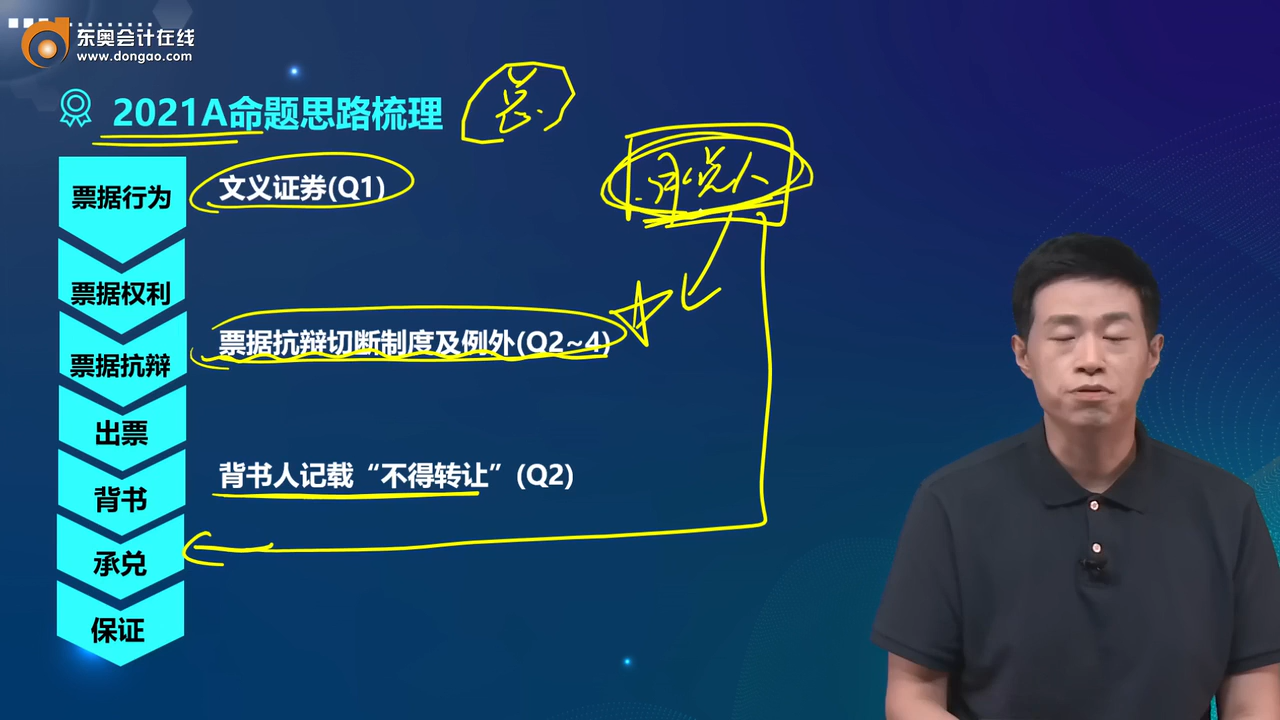 东奥会计在线
www.dongao.com
2021A命题思路梳理
票据行为
文义证券(Q1)
承兑人
票据权利
票据抗辩
票据抗辩切断制度及例外(Q2~4)
出票
背书
背书人记载“不得转让”(Q2)
承兑
保证